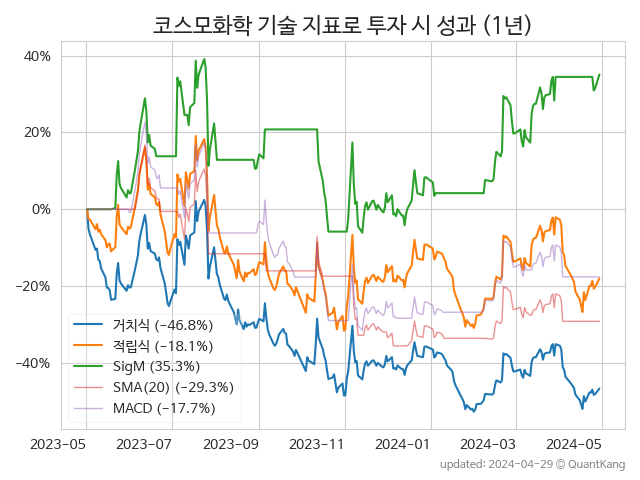 코스모화학 기술 지표로 투자 시 성과 (1년)
40%
20%
0%
−20%
−40%
거치식 (−46.8%)
적립식 (−18.1%)
SigM (35.3%)
SMA(20) (−29.3%)
MACD (−17.7%)
2023-05
2023-07
2023-09
2023-11
2024-01
2024-03
2024-05
updated: 2024-04-29 © QuantKang